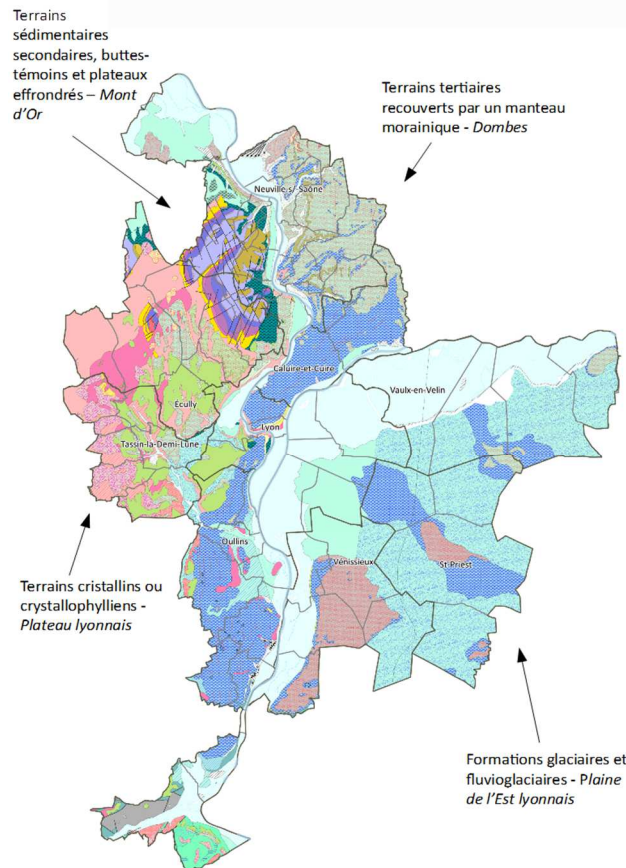 Terrains
sédimentaires
secondaires, buttes-
témoins et plateaux
effrondrés – Mont
d'Or
Terrains tertiaires
recouverts par un manteau
morainique - Dombes
Neuville-s/-Saône
Caluire-et-Cuire
Vaulx-en-Velin
Ecully
Lyon
Tassin-la-Demi-Lune
Oullins
Vénissieux
St-Priest
Terrains cristallins ou
crystallophylliens -
Plateau lyonnais
Formations glaciaires et
fluvioglaciaires - Plaine
de l'Est lyonnais